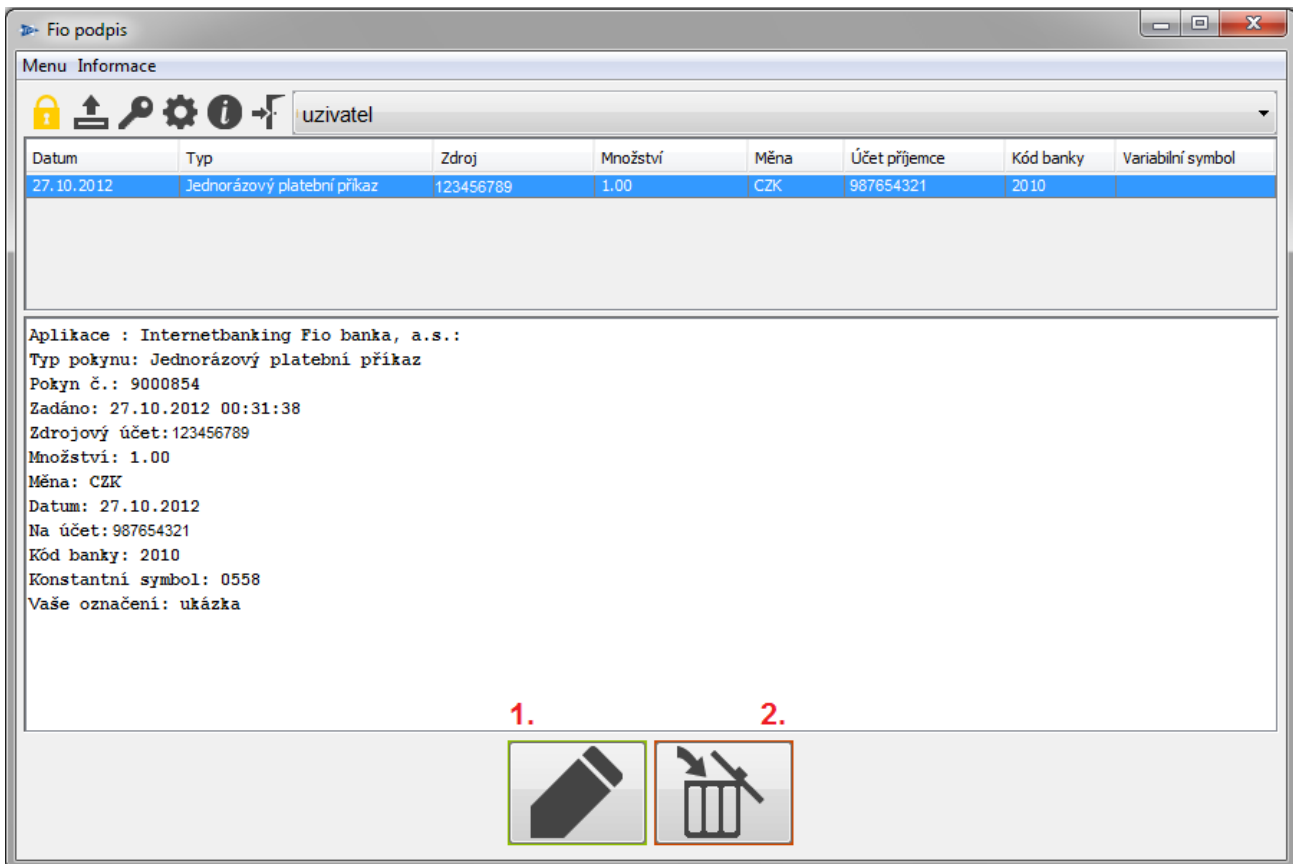 Fio podpis
Menu Informace
uzivatel
Datum Typ Zdroj Množství Měna Účet příjemce Kód banky Variabilní symbol
27.10.2012 Jednorázový platební příkaz 123456789 1.00 CZK 987654321 2010
Aplikace : Internetbanking Fio banka, a.s.:
Typ pokynu: Jednorázový platební příkaz
Pokyn č.: 9000854
Zadáno: 27.10.2012 00:31:38
Zdrojový účet: 123456789
Množství: 1.00
Měna: CZK
Datum: 27.10.2012
Na účet: 987654321
Kód banky: 2010
Konstantní symbol: 0558
Vaše označení: ukázka
1. 2.